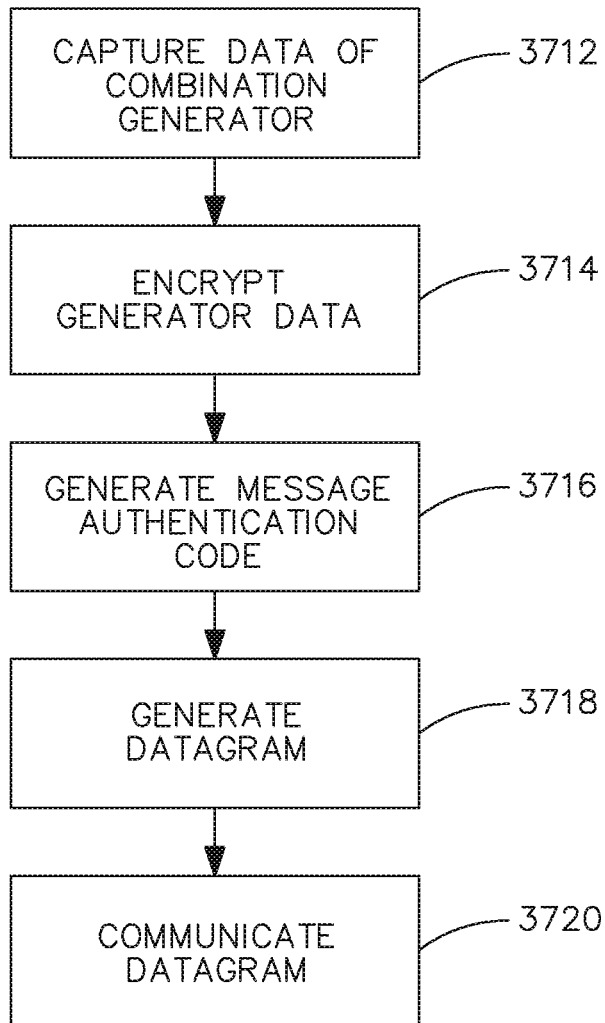 CAPTURE DATA OF
COMBINATION
GENERATOR
3712
ENCRYPT
GENERATOR DATA
3714
GENERATE MESSAGE
AUTHENTICATION
CODE
3716
GENERATE
DATAGRAM
3718
COMMUNICATE
DATAGRAM
3720